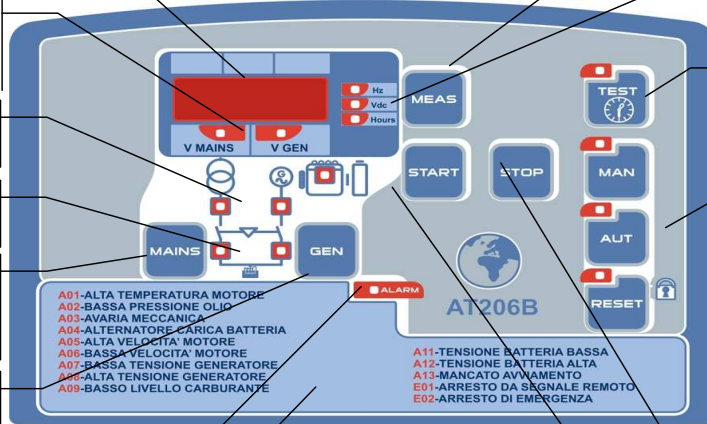 Hz
Vdc
Hours
V MAINS
V GEN
MEAS
TEST
START
STOP
MAN
G
MAINS
GEN
AUT
RESET
ALARM
AT206B
A01-ALTA TEMPERATURA MOTORE
A02-BASSA PRESSIONE OLIO
A03-AVARIA MECCANICA
A04-ALTERNATORE CARICA BATTERIA
A05-ALTA VELOCITA' MOTORE
A06-BASSA VELOCITA' MOTORE
A07-BASSA TENSIONE GENERATORE
A08-ALTA TENSIONE GENERATORE
A09-BASSO LIVELLO CARBURANTE
A11-TENSIONE BATTERIA BASSA
A12-TENSIONE BATTERIA ALTA
A13-MANCATO AVVIAMENTO
E01-ARRESTO DA SEGNALE REMOTO
E02-ARRESTO DI EMERGENZA